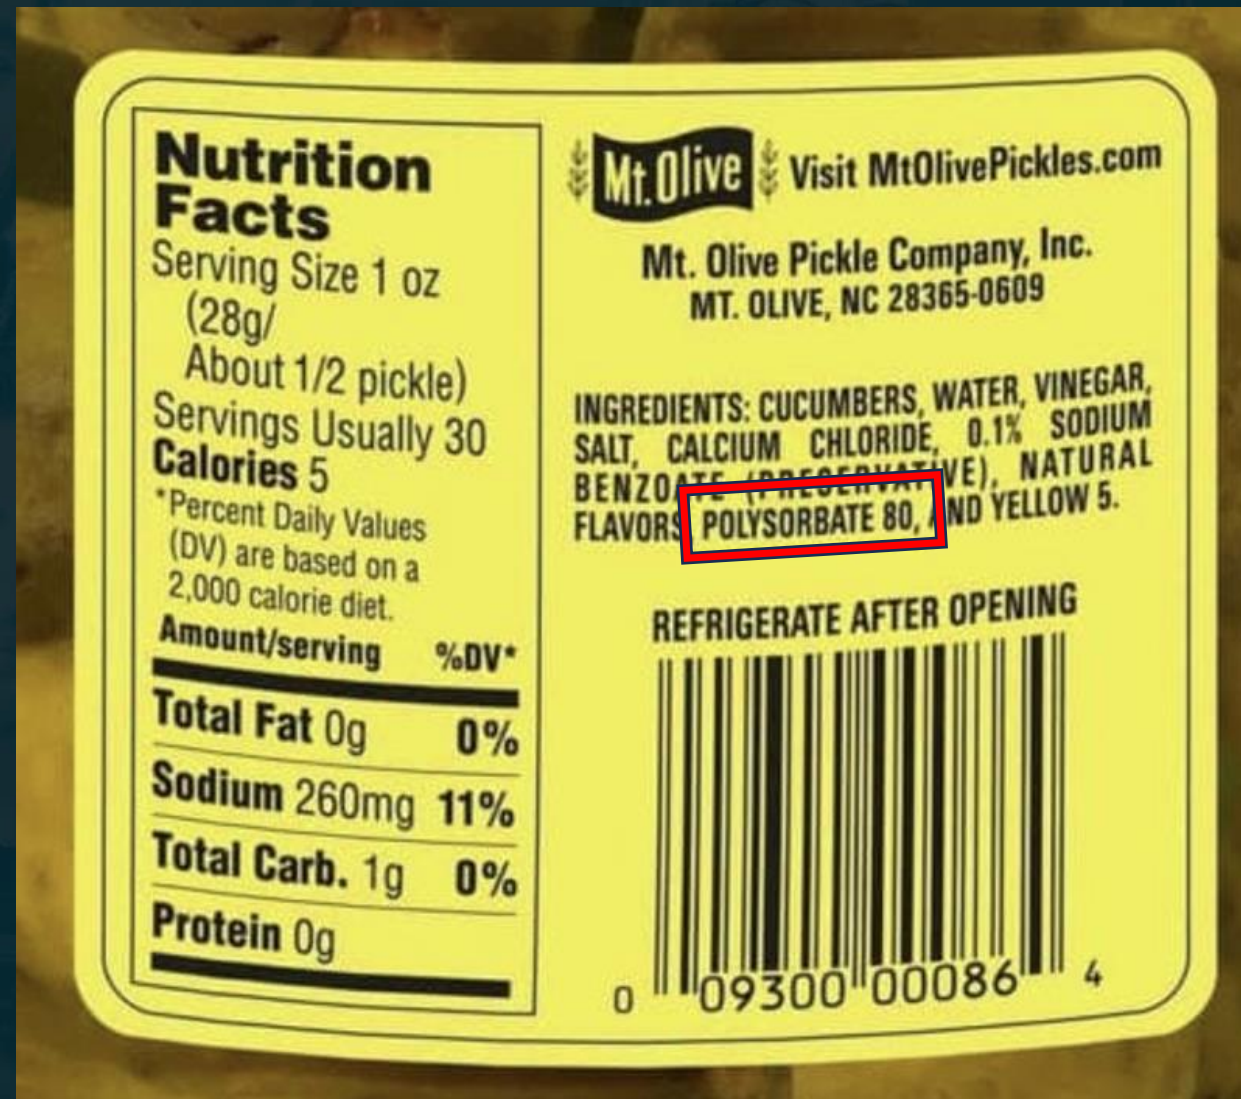 Nutrition
Facts
Serving Size 1 oz
(28g/
About 1/2 pickle)
Servings Usually 30
Calories 5
*Percent Daily Values
(DV) are based on a
2,000 calorie diet.
Amount/serving %DV*
Total Fat 0g 0%
Sodium 260mg 11%
Total Carb. 1g 0%
Protein 0g
Mt. Olive Visit MtOlivePickles.com
Mt. Olive Pickle Company, Inc.
MT. OLIVE, NC 28365-0609
INGREDIENTS: CUCUMBERS, WATER, VINEGAR,
SALT, CALCIUM CHLORIDE, 0.1% SODIUM
BENZOATE (PRESERVATIVE), NATURAL
FLAVORS, POLYSORBATE 80, AND YELLOW 5.
REFRIGERATE AFTER OPENING
0 09300 00086 4